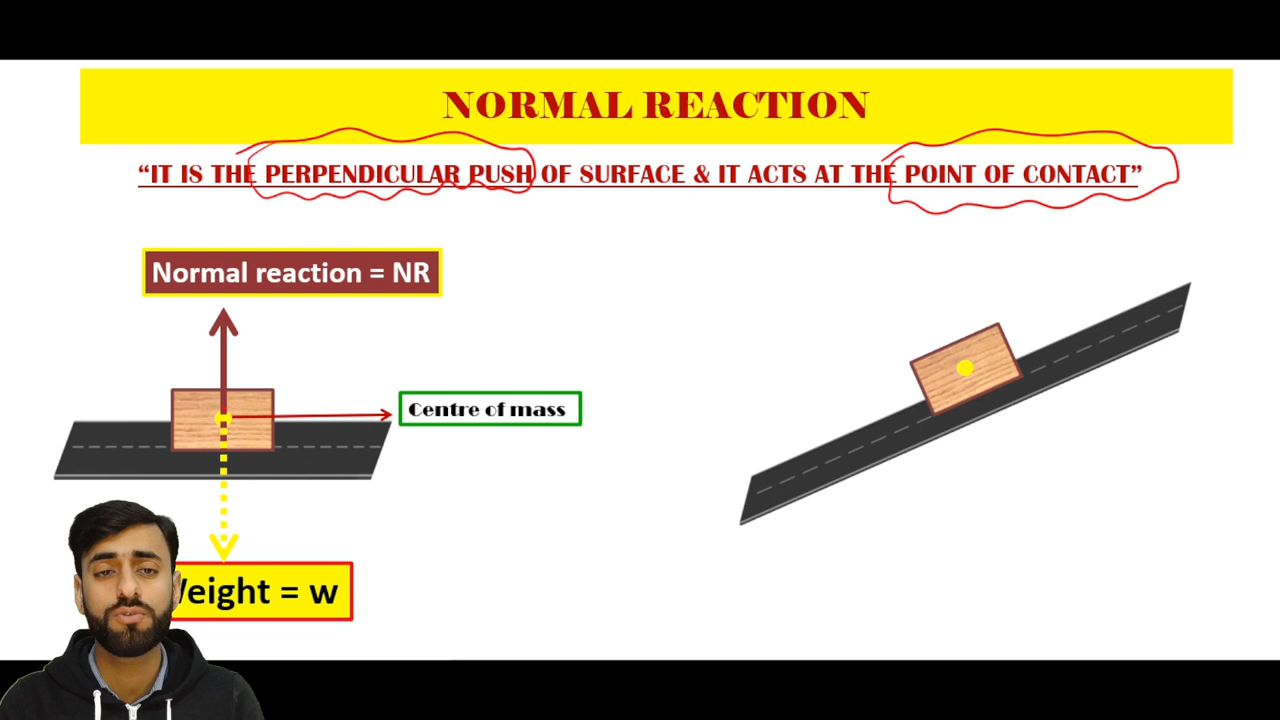 NORMAL REACTION
“IT IS THE PERPENDICULAR PUSH OF SURFACE & IT ACTS AT THE POINT OF CONTACT”
Normal reaction = NR
Centre of mass
Weight = w